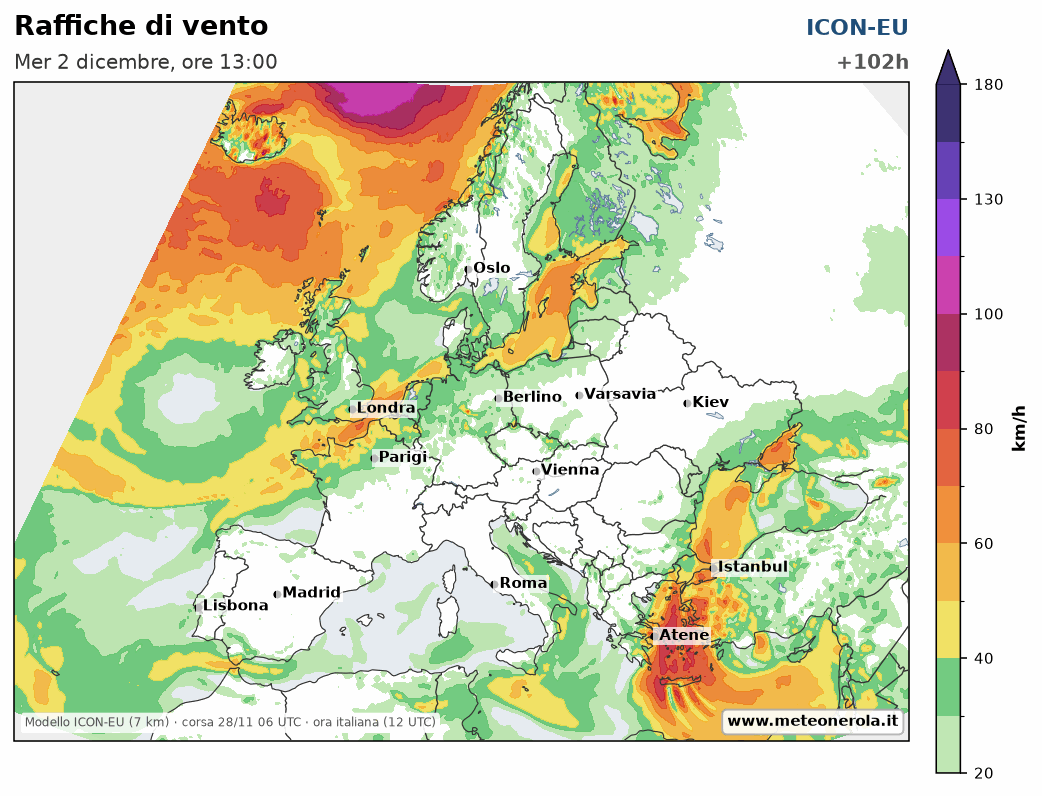 Raffiche di vento
ICON-EU
Mer 2 dicembre, ore 13:00
+102h
180
130
100
80
60
40
20
km/h
Oslo
Londra
Berlino
Varsavia
Kiev
Parigi
Vienna
Istanbul
Roma
Madrid
Lisbona
Atene
Modello ICON-EU (7 km) · corsa 28/11 06 UTC · ora italiana (12 UTC)
www.meteonerola.it